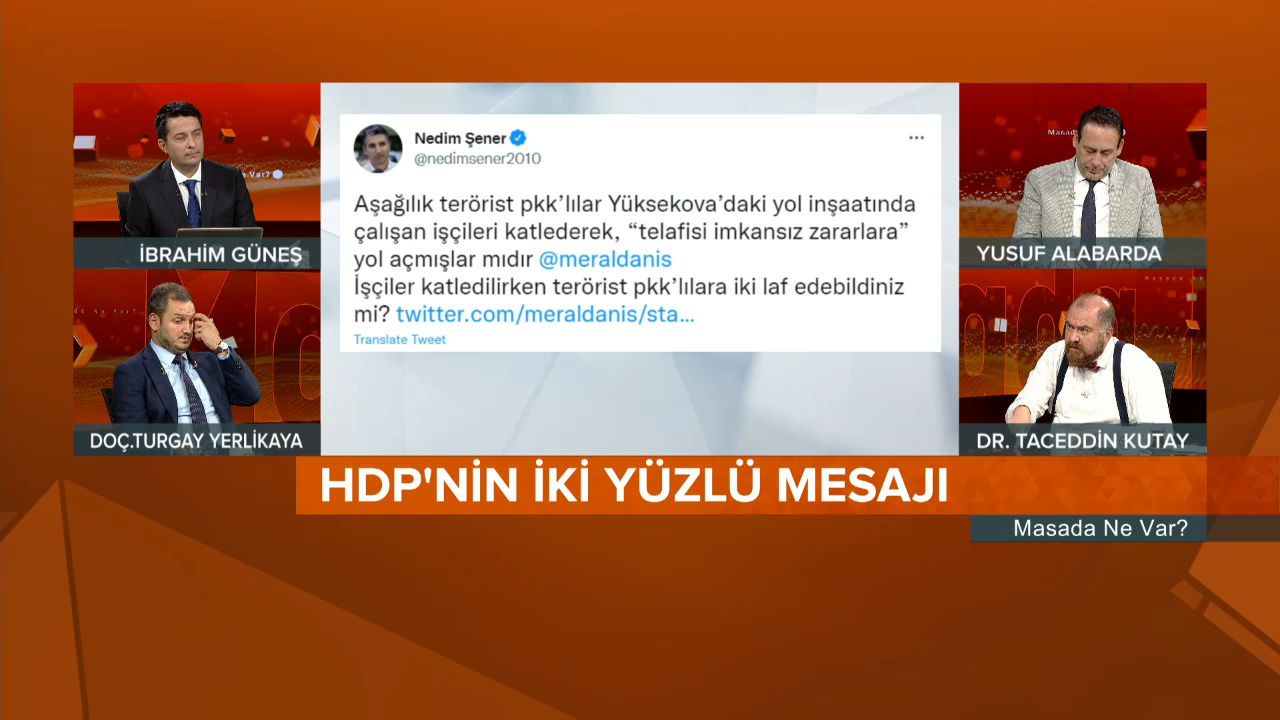 Nedim Şener
@nedimsener2010
Aşağılık terörist pkk’lılar Yüksekova’daki yol inşaatında
çalışan işçileri katlederek, “telafisi imkansız zararlara”
yol açmışlar mıdır @meraldanis
İşçiler katledilirken terörist pkk’lılara iki laf edebildiniz
mi? twitter.com/meraldanis/sta...
Translate Tweet
İBRAHİM GÜNEŞ
YUSUF ALABARDA
DOÇ.TURGAY YERLİKAYA
DR. TACEDDİN KUTAY
HDP'NİN İKİ YÜZLÜ MESAJI
Masada Ne Var?